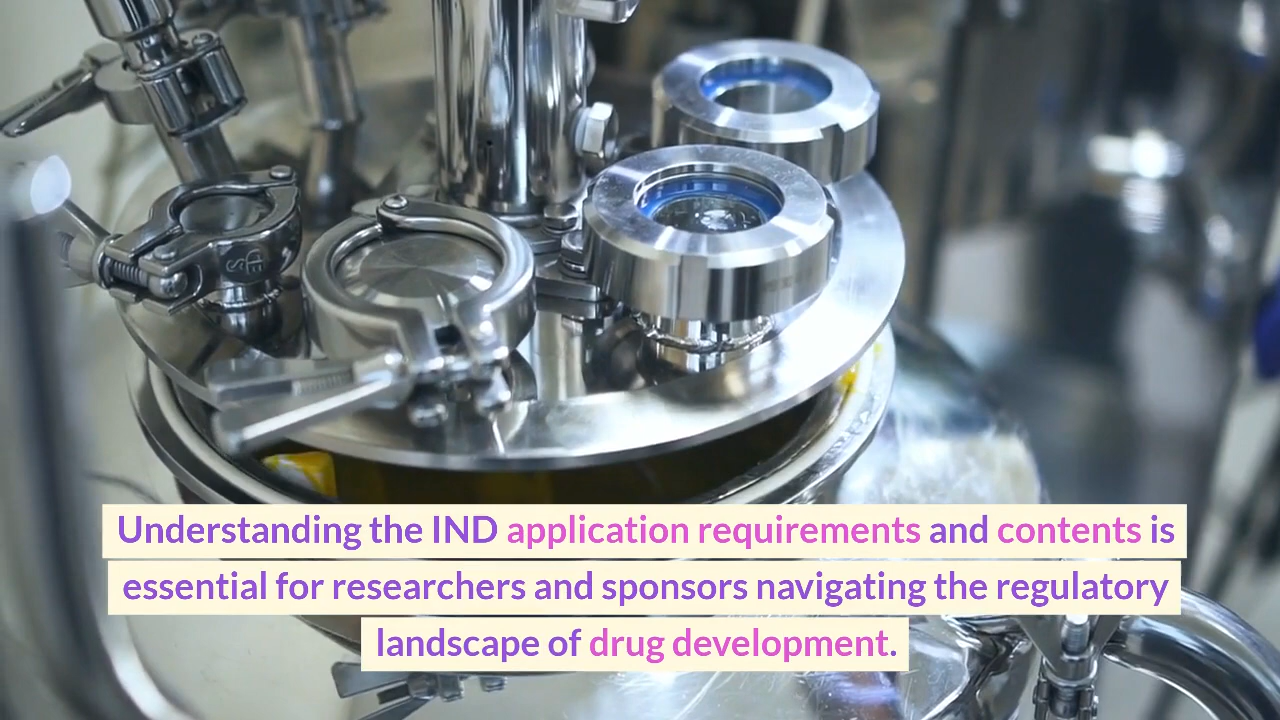 Understanding the IND application requirements and contents is
essential for researchers and sponsors navigating the regulatory
landscape of drug development.